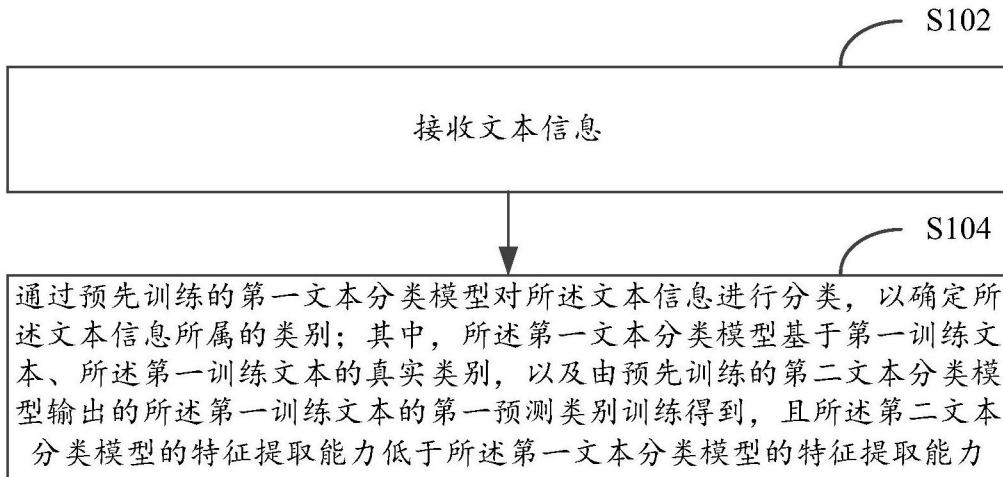 S102
接收文本信息
S104
通过预先训练的第一文本分类模型对所述文本信息进行分类，以确定所
述文本信息所属的类别；其中，所述第一文本分类模型基于第一训练文
本、所述第一训练文本的真实类别，以及由预先训练的第二文本分类模
型输出的所述第一训练文本的第一预测类别训练得到，且所述第二文本
分类模型的特征提取能力低于所述第一文本分类模型的特征提取能力